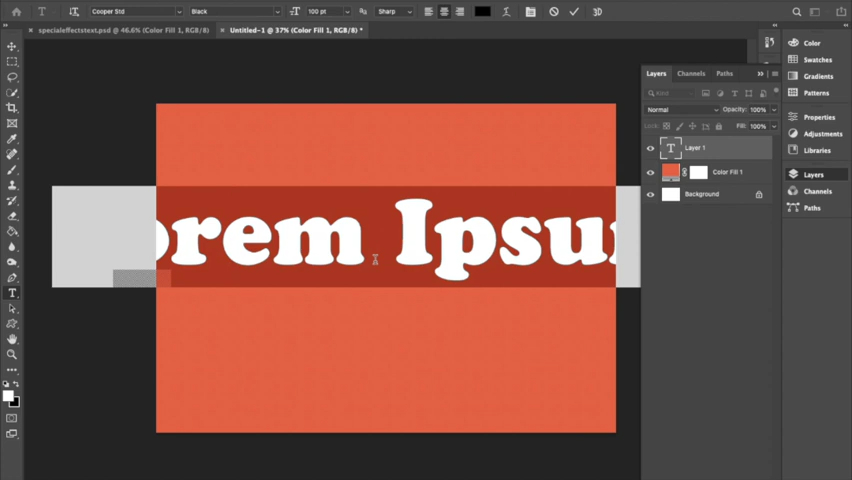 T Cooper Std Black T 100 pt aa Sharp 3D
× specialeffectstext.psd @ 46.6% (Color Fill 1, RGB/8) × Untitled-1 @ 37% (Color Fill 1, RGB/8) *
Layers Channels Paths
Kind
Normal Opacity: 100%
Lock: Fill: 100%
T Layer 1
Color Fill 1
Background
orem Ipsu
Color
Swatches
Gradients
Patterns
Properties
Adjustments
Libraries
Layers
Channels
Paths